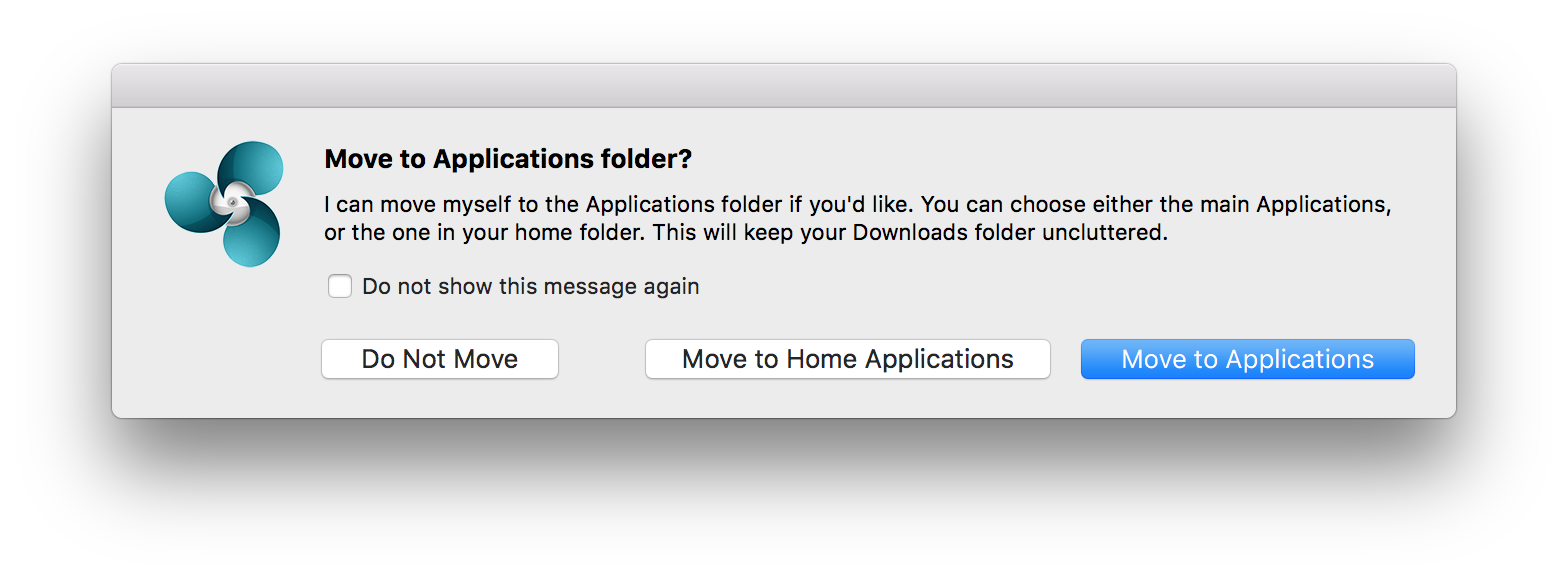 Move to Applications folder?
I can move myself to the Applications folder if you'd like. You can choose either the main Applications,
or the one in your home folder. This will keep your Downloads folder uncluttered.
Do not show this message again
Do Not Move
Move to Home Applications
Move to Applications